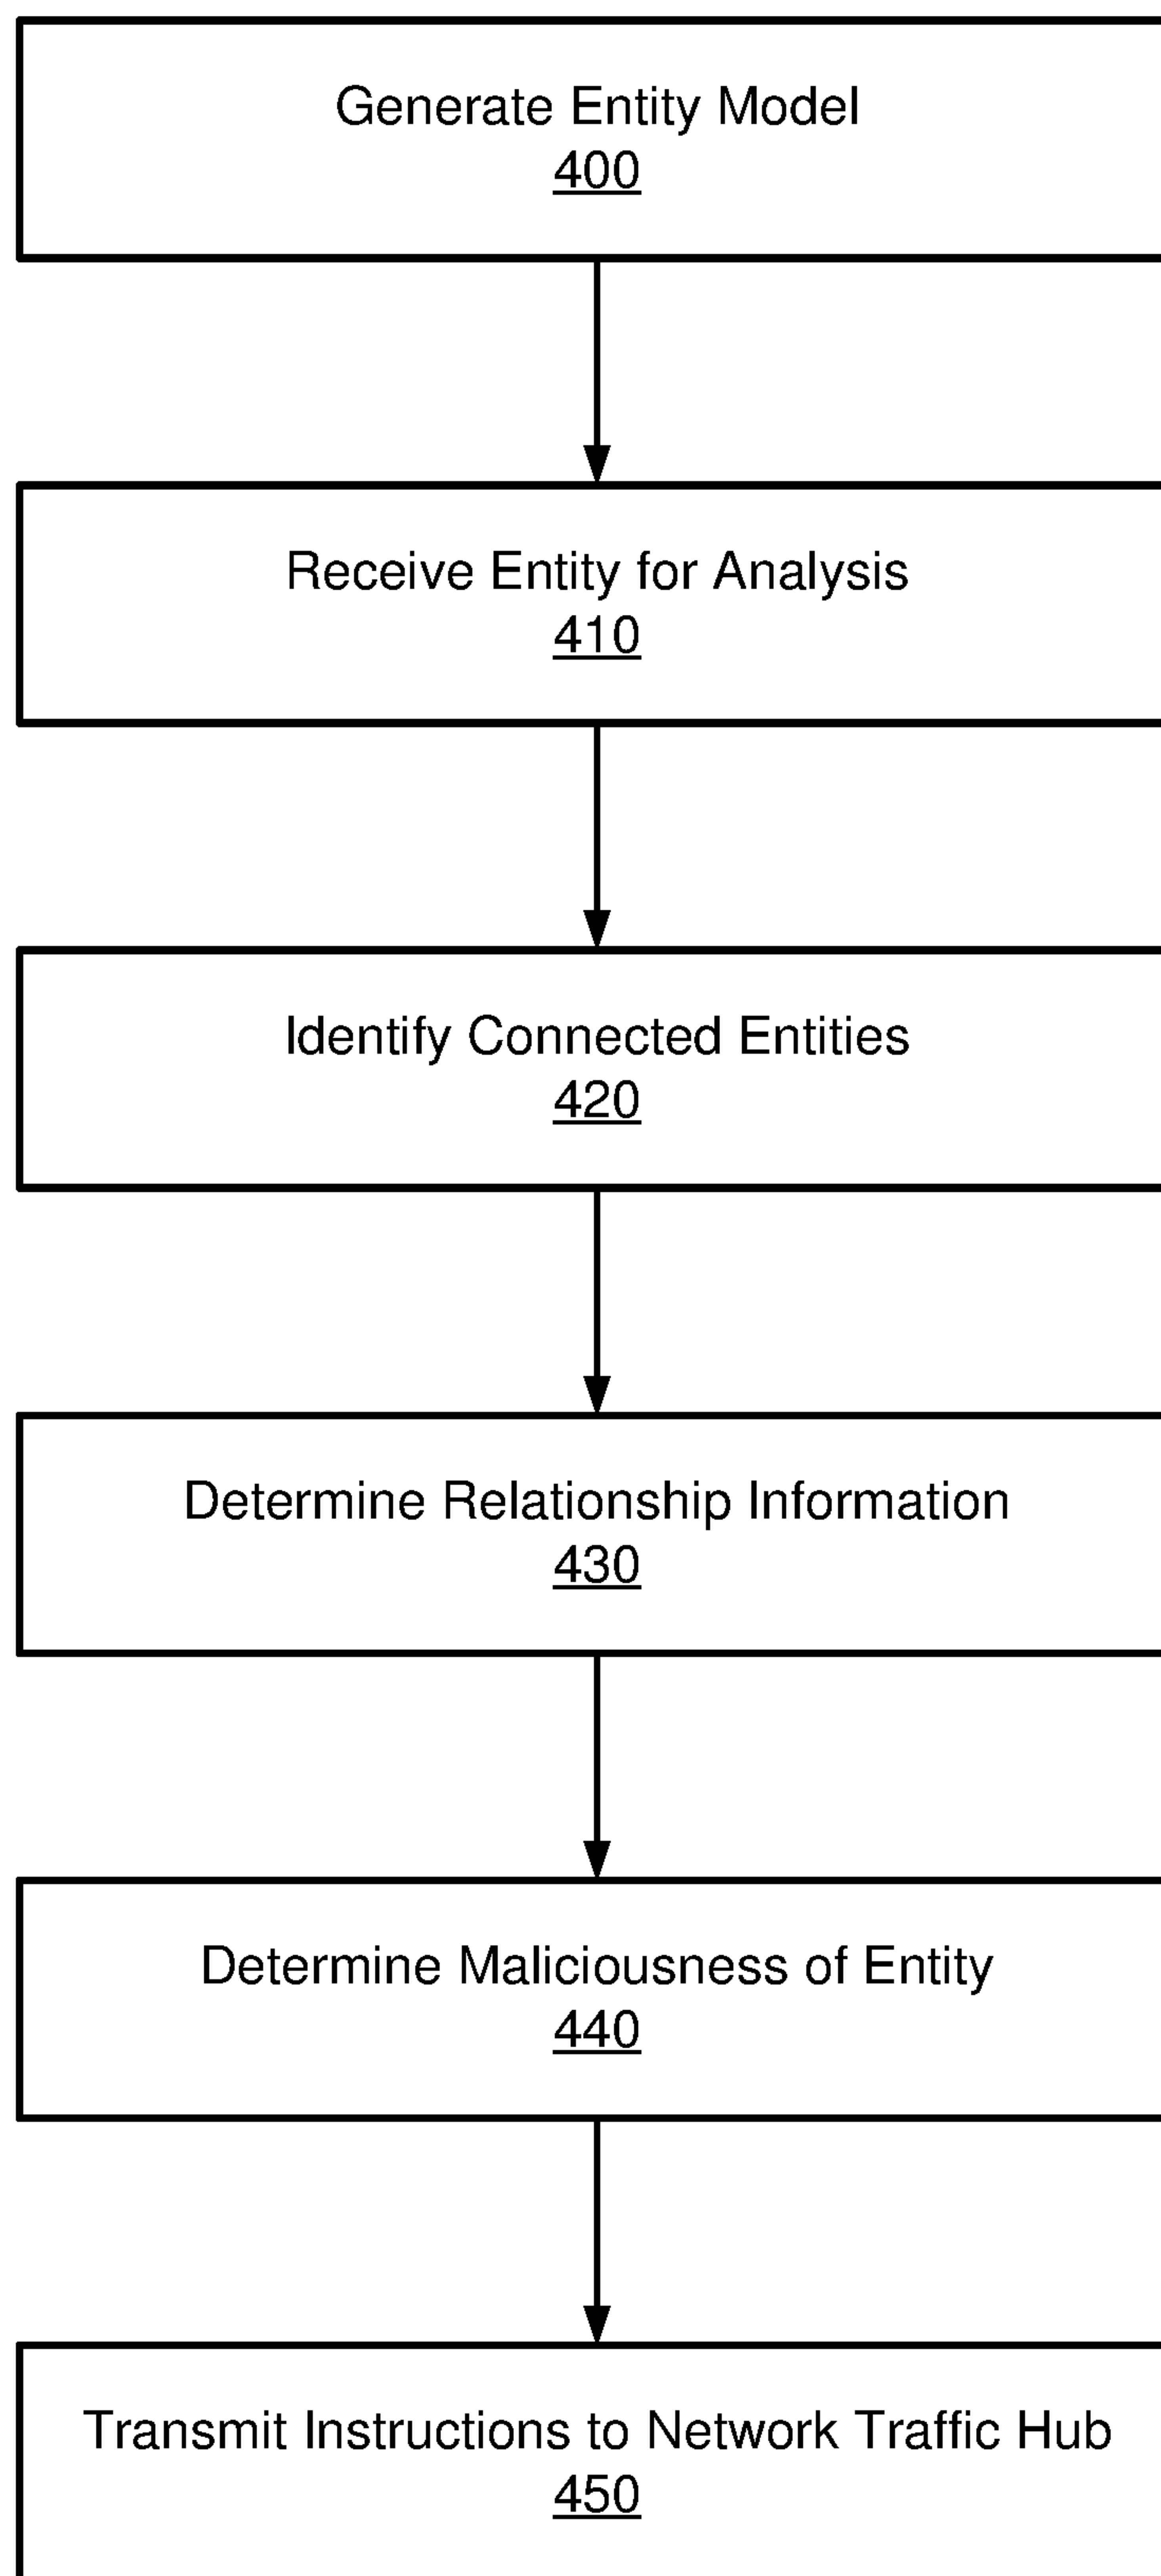 Generate Entity Model
400
Receive Entity for Analysis
410
Identify Connected Entities
420
Determine Relationship Information
430
Determine Maliciousness of Entity
440
Transmit Instructions to Network Traffic Hub
450